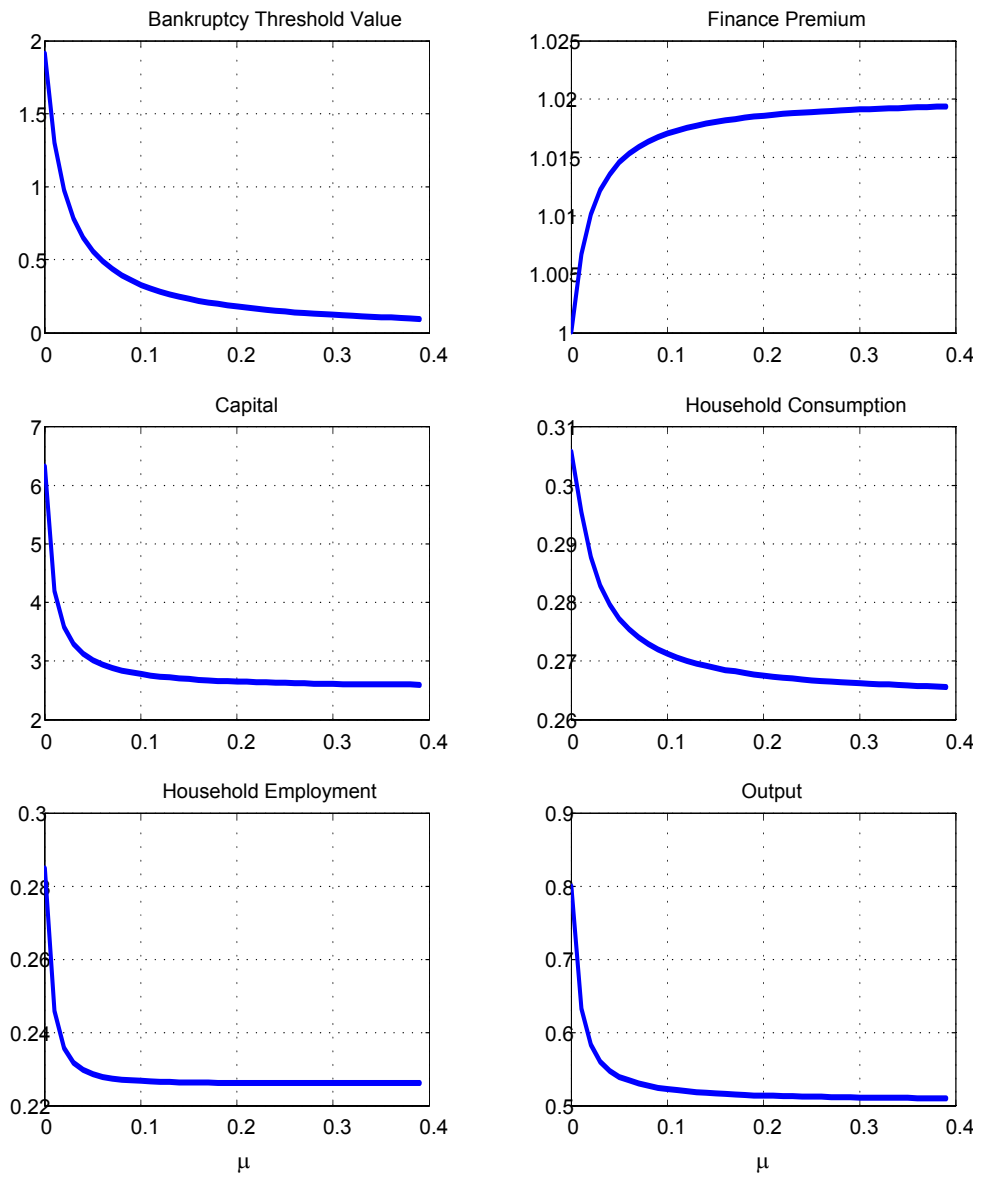 Bankruptcy Threshold Value
2
1.5
1
0.5
0
0 0.1 0.2 0.3 0.4
Finance Premium
1.025
1.02
1.015
1.01
1.005
1
0 0.1 0.2 0.3 0.4
Capital
7
6
5
4
3
2
0 0.1 0.2 0.3 0.4
Household Consumption
0.31
0.3
0.29
0.28
0.27
0.26
0 0.1 0.2 0.3 0.4
Household Employment
0.3
0.28
0.26
0.24
0.22
0 0.1 0.2 0.3 0.4
μ
Output
0.9
0.8
0.7
0.6
0.5
0 0.1 0.2 0.3 0.4
μ